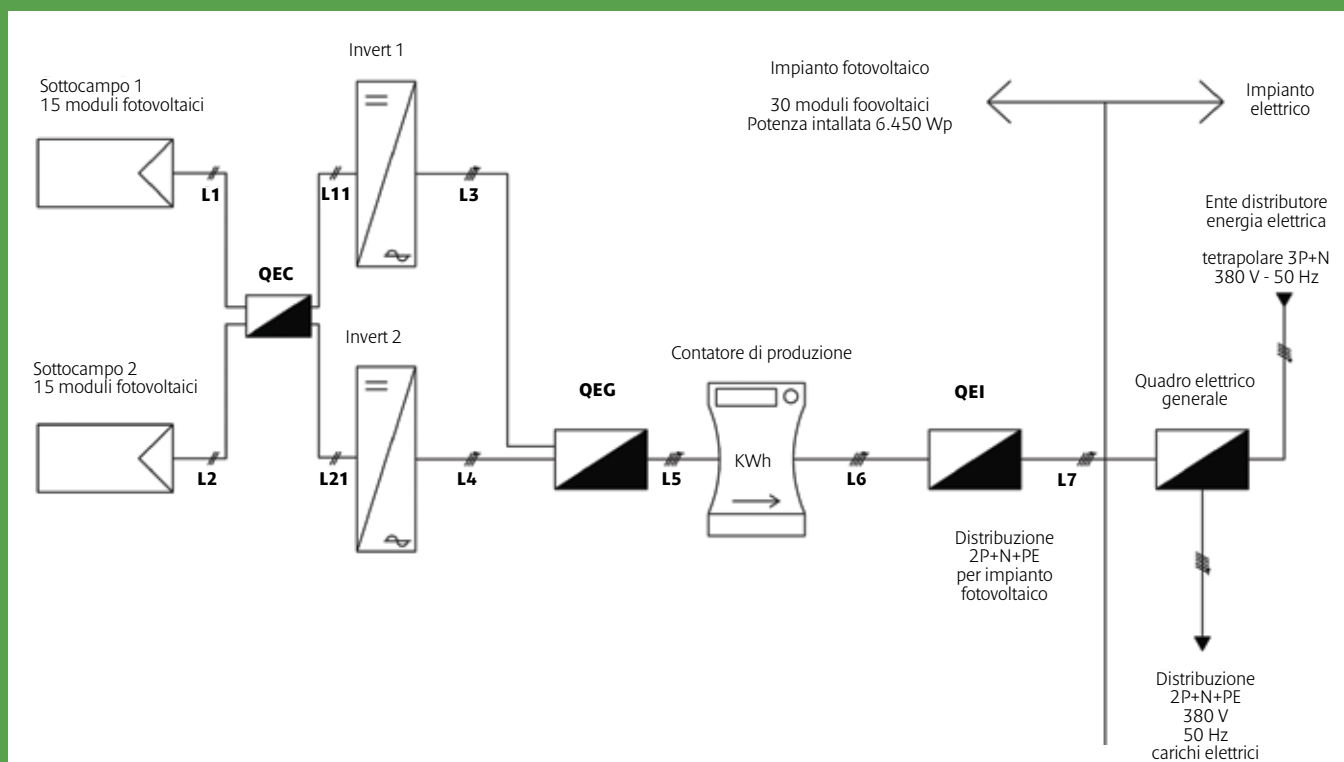 Invert 1
Sottocampo 1
15 moduli fotovoltaici
Impianto fotovoltaico
30 moduli foovoltaici
Potenza intallata 6.450 Wp
Impianto
elettrico
L1
L11
L3
Ente distributore
energia elettrica
tetrapolare 3P+N
380 V - 50 Hz
QEC
Invert 2
Sottocampo 2
15 moduli fotovoltaici
Contatore di produzione
QEG
QEI
Quadro elettrico
generale
KWh
L2
L21
L4
L5
L6
L7
Distribuzione
2P+N+PE
per impianto
fotovoltaico
Distribuzione
2P+N+PE
380 V
50 Hz
carichi elettrici